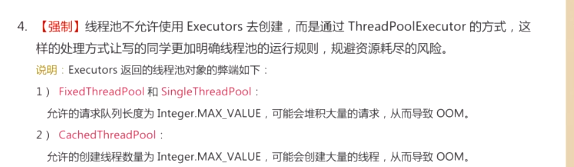 4. 【强制】线程池不允许使用 Executors 去创建，而是通过 ThreadPoolExecutor 的方式，这
样的处理方式让写的同学更加明确线程池的运行规则，规避资源耗尽的风险。
说明：Executors 返回的线程池对象的弊端如下：
1） FixedThreadPool 和 SingleThreadPool：
允许的请求队列长度为 Integer.MAX_VALUE，可能会堆积大量的请求，从而导致 OOM。
2） CachedThreadPool：
允许的创建线程数量为 Integer.MAX_VALUE，可能会创建大量的线程，从而导致 OOM。